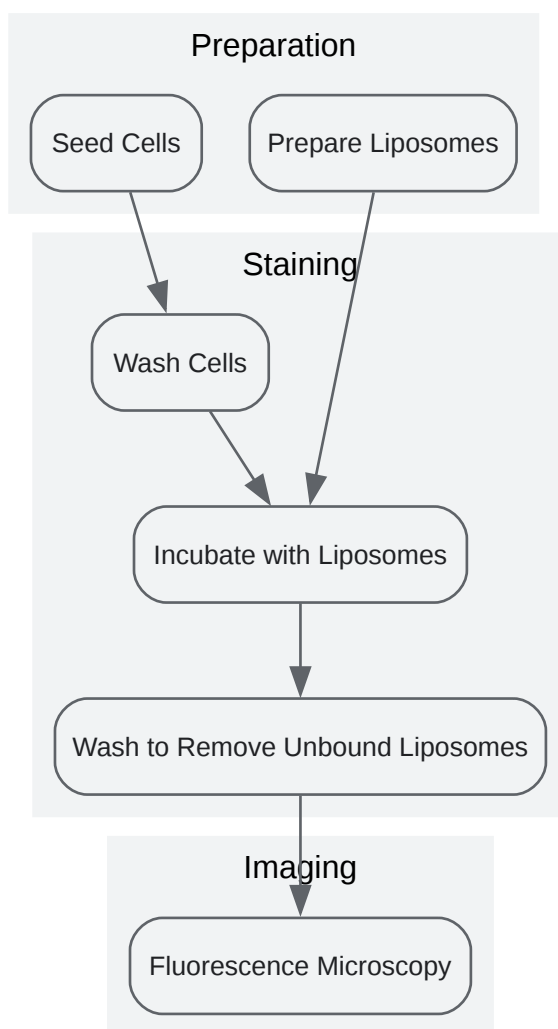 Preparation
Seed Cells
Prepare Liposomes
Staining
Wash Cells
Incubate with Liposomes
Wash to Remove Unbound Liposomes
Imaging
Fluorescence Microscopy